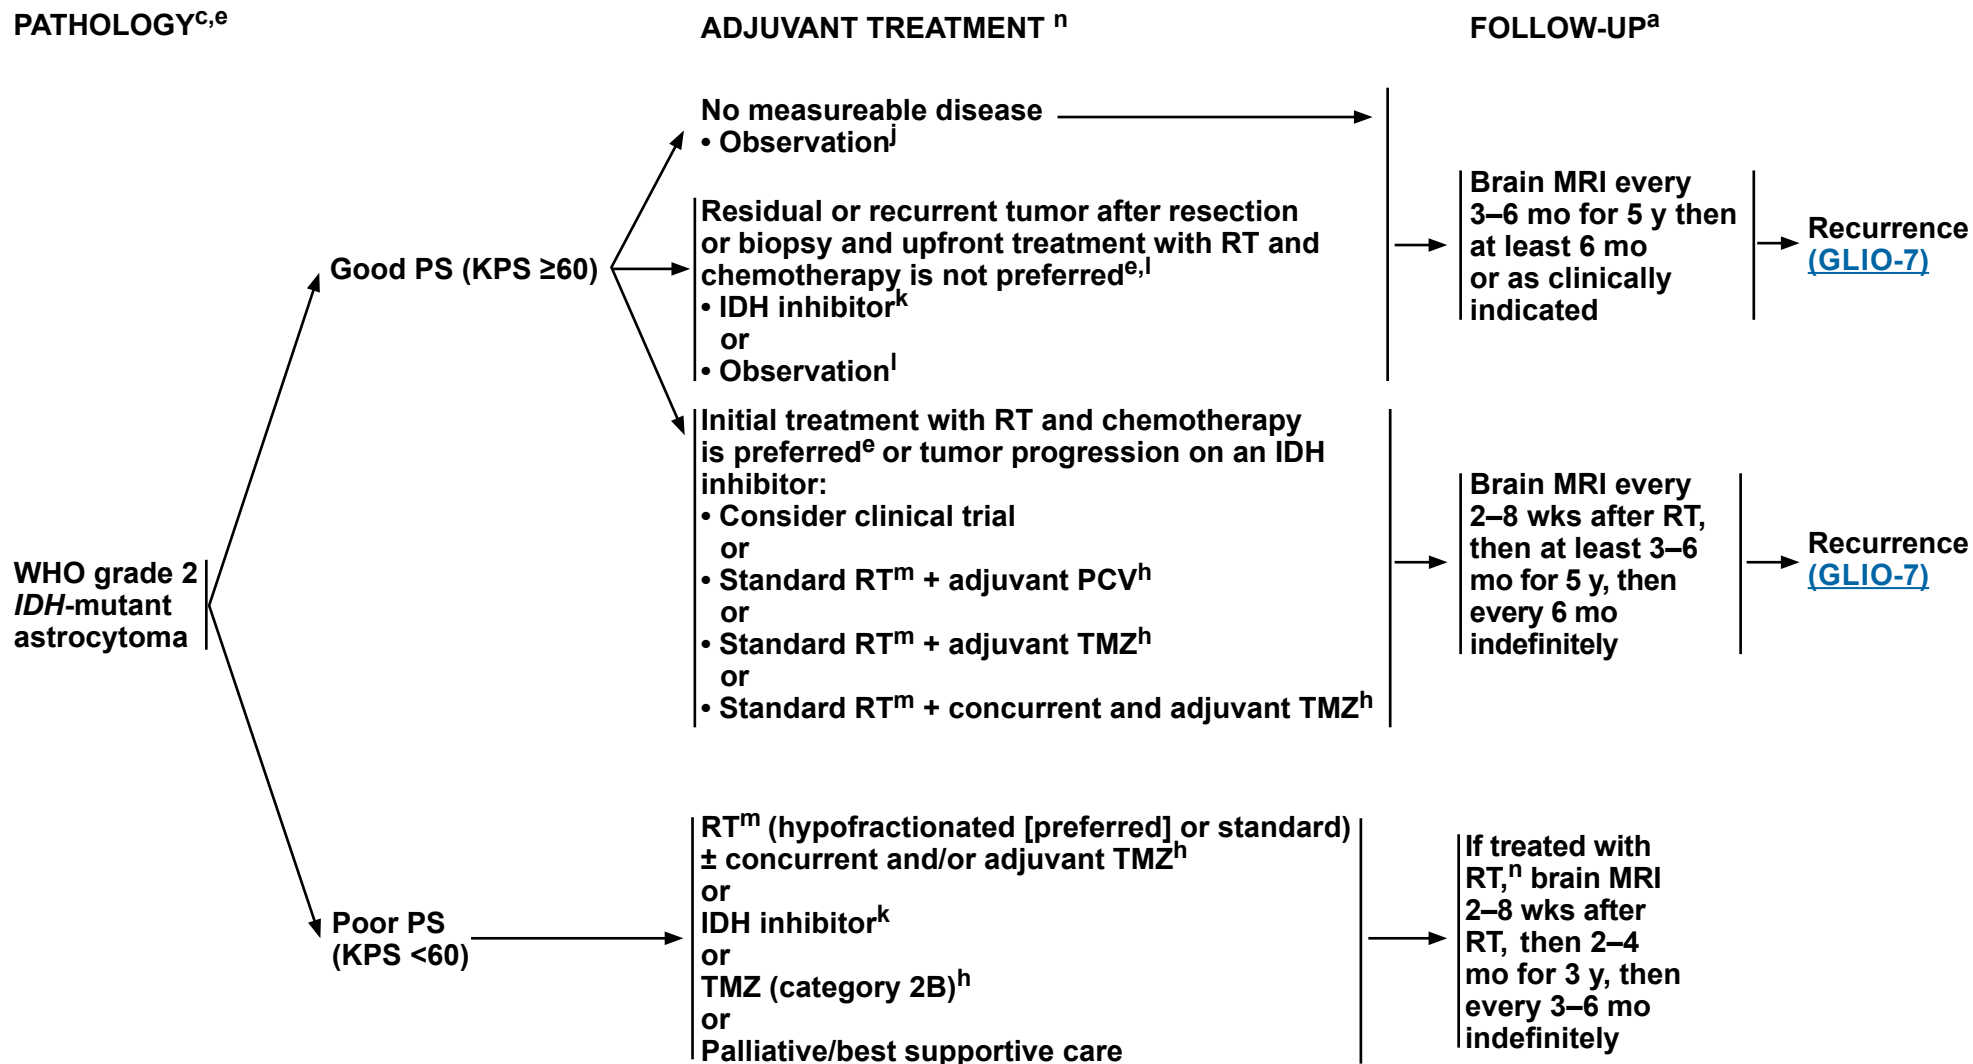 PATHOLOGYc,e
ADJUVANT TREATMENT n
FOLLOW-UPa
WHO grade 2
IDH-mutant
astrocytoma
Good PS (KPS ≥60)
No measureable disease
• Observationj
Residual or recurrent tumor after resection
or biopsy and upfront treatment with RT and
chemotherapy is not preferrede,l
• IDH inhibitork
or
• Observationl
Brain MRI every
3–6 mo for 5 y then
at least 6 mo
or as clinically
indicated
Recurrence
(GLIO-7)
Initial treatment with RT and chemotherapy
is preferrede or tumor progression on an IDH
inhibitor:
• Consider clinical trial
or
• Standard RTm + adjuvant PCVh
or
• Standard RTm + adjuvant TMZh
or
• Standard RTm + concurrent and adjuvant TMZh
Brain MRI every
2–8 wks after RT,
then at least 3–6
mo for 5 y, then
every 6 mo
indefinitely
Recurrence
(GLIO-7)
Poor PS
(KPS <60)
RTm (hypofractionated [preferred] or standard)
± concurrent and/or adjuvant TMZh
or
IDH inhibitork
or
TMZ (category 2B)h
or
Palliative/best supportive care
If treated with
RT,n brain MRI
2–8 wks after
RT, then 2–4
mo for 3 y, then
every 3–6 mo
indefinitely